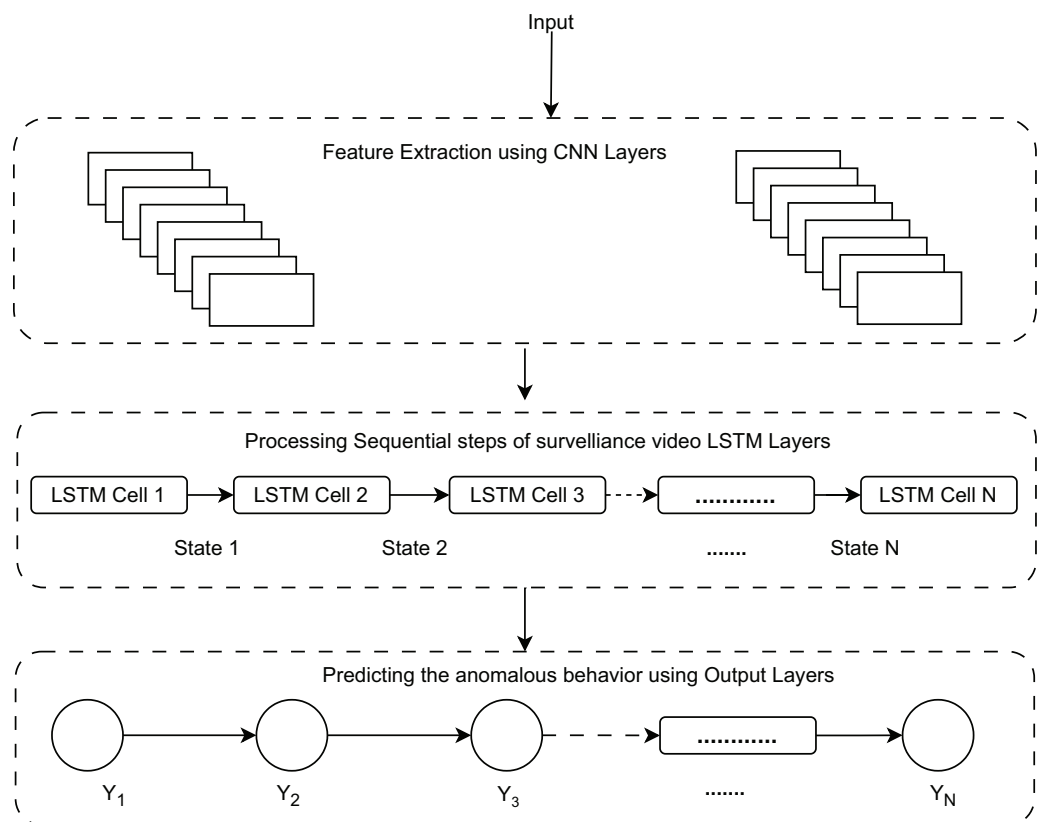 Input
Feature Extraction using CNN Layers
Processing Sequential steps of survelliance video LSTM Layers
LSTM Cell 1 LSTM Cell 2 LSTM Cell 3 ............ LSTM Cell N
State 1 State 2 ....... State N
Predicting the anomalous behavior using Output Layers
............
Y1 Y2 Y3 ....... YN